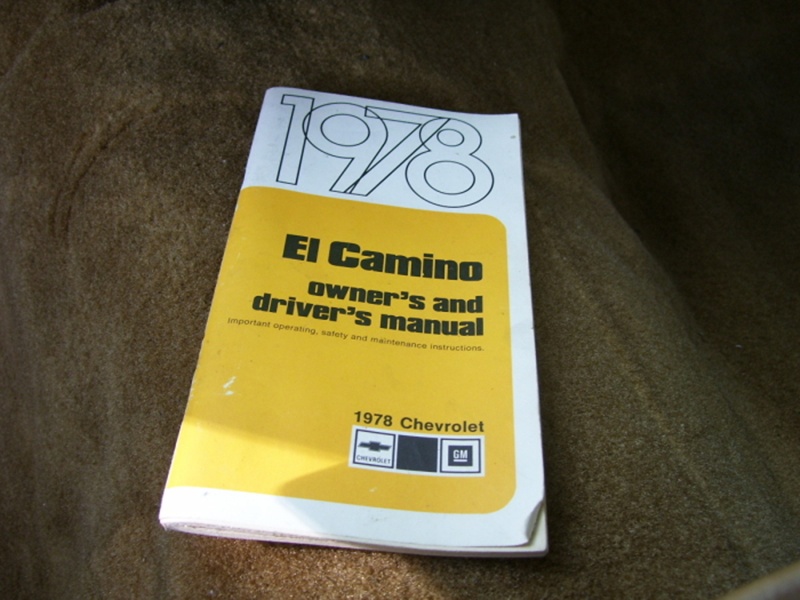 1978
El Camino
owner's and
driver's manual
Important operating, safety and maintenance instructions.
1978 Chevrolet
CHEVROLET
GM